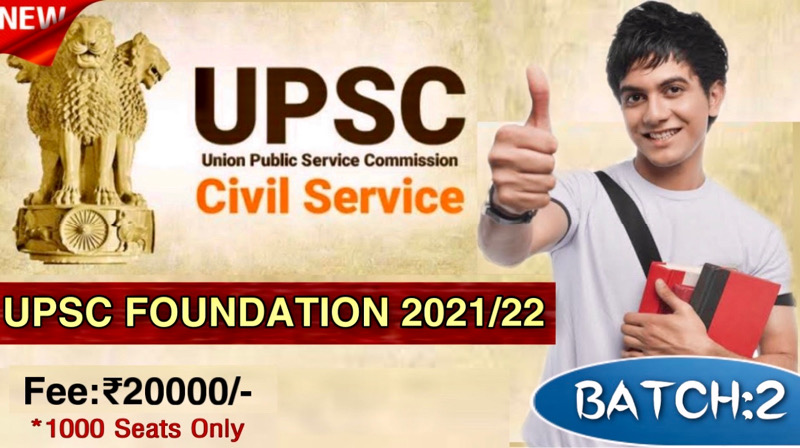 NEW
UPSC
Union Public Service Commission
Civil Service
UPSC FOUNDATION 2021/22
Fee:₹20000/-
*1000 Seats Only
BATCH:2